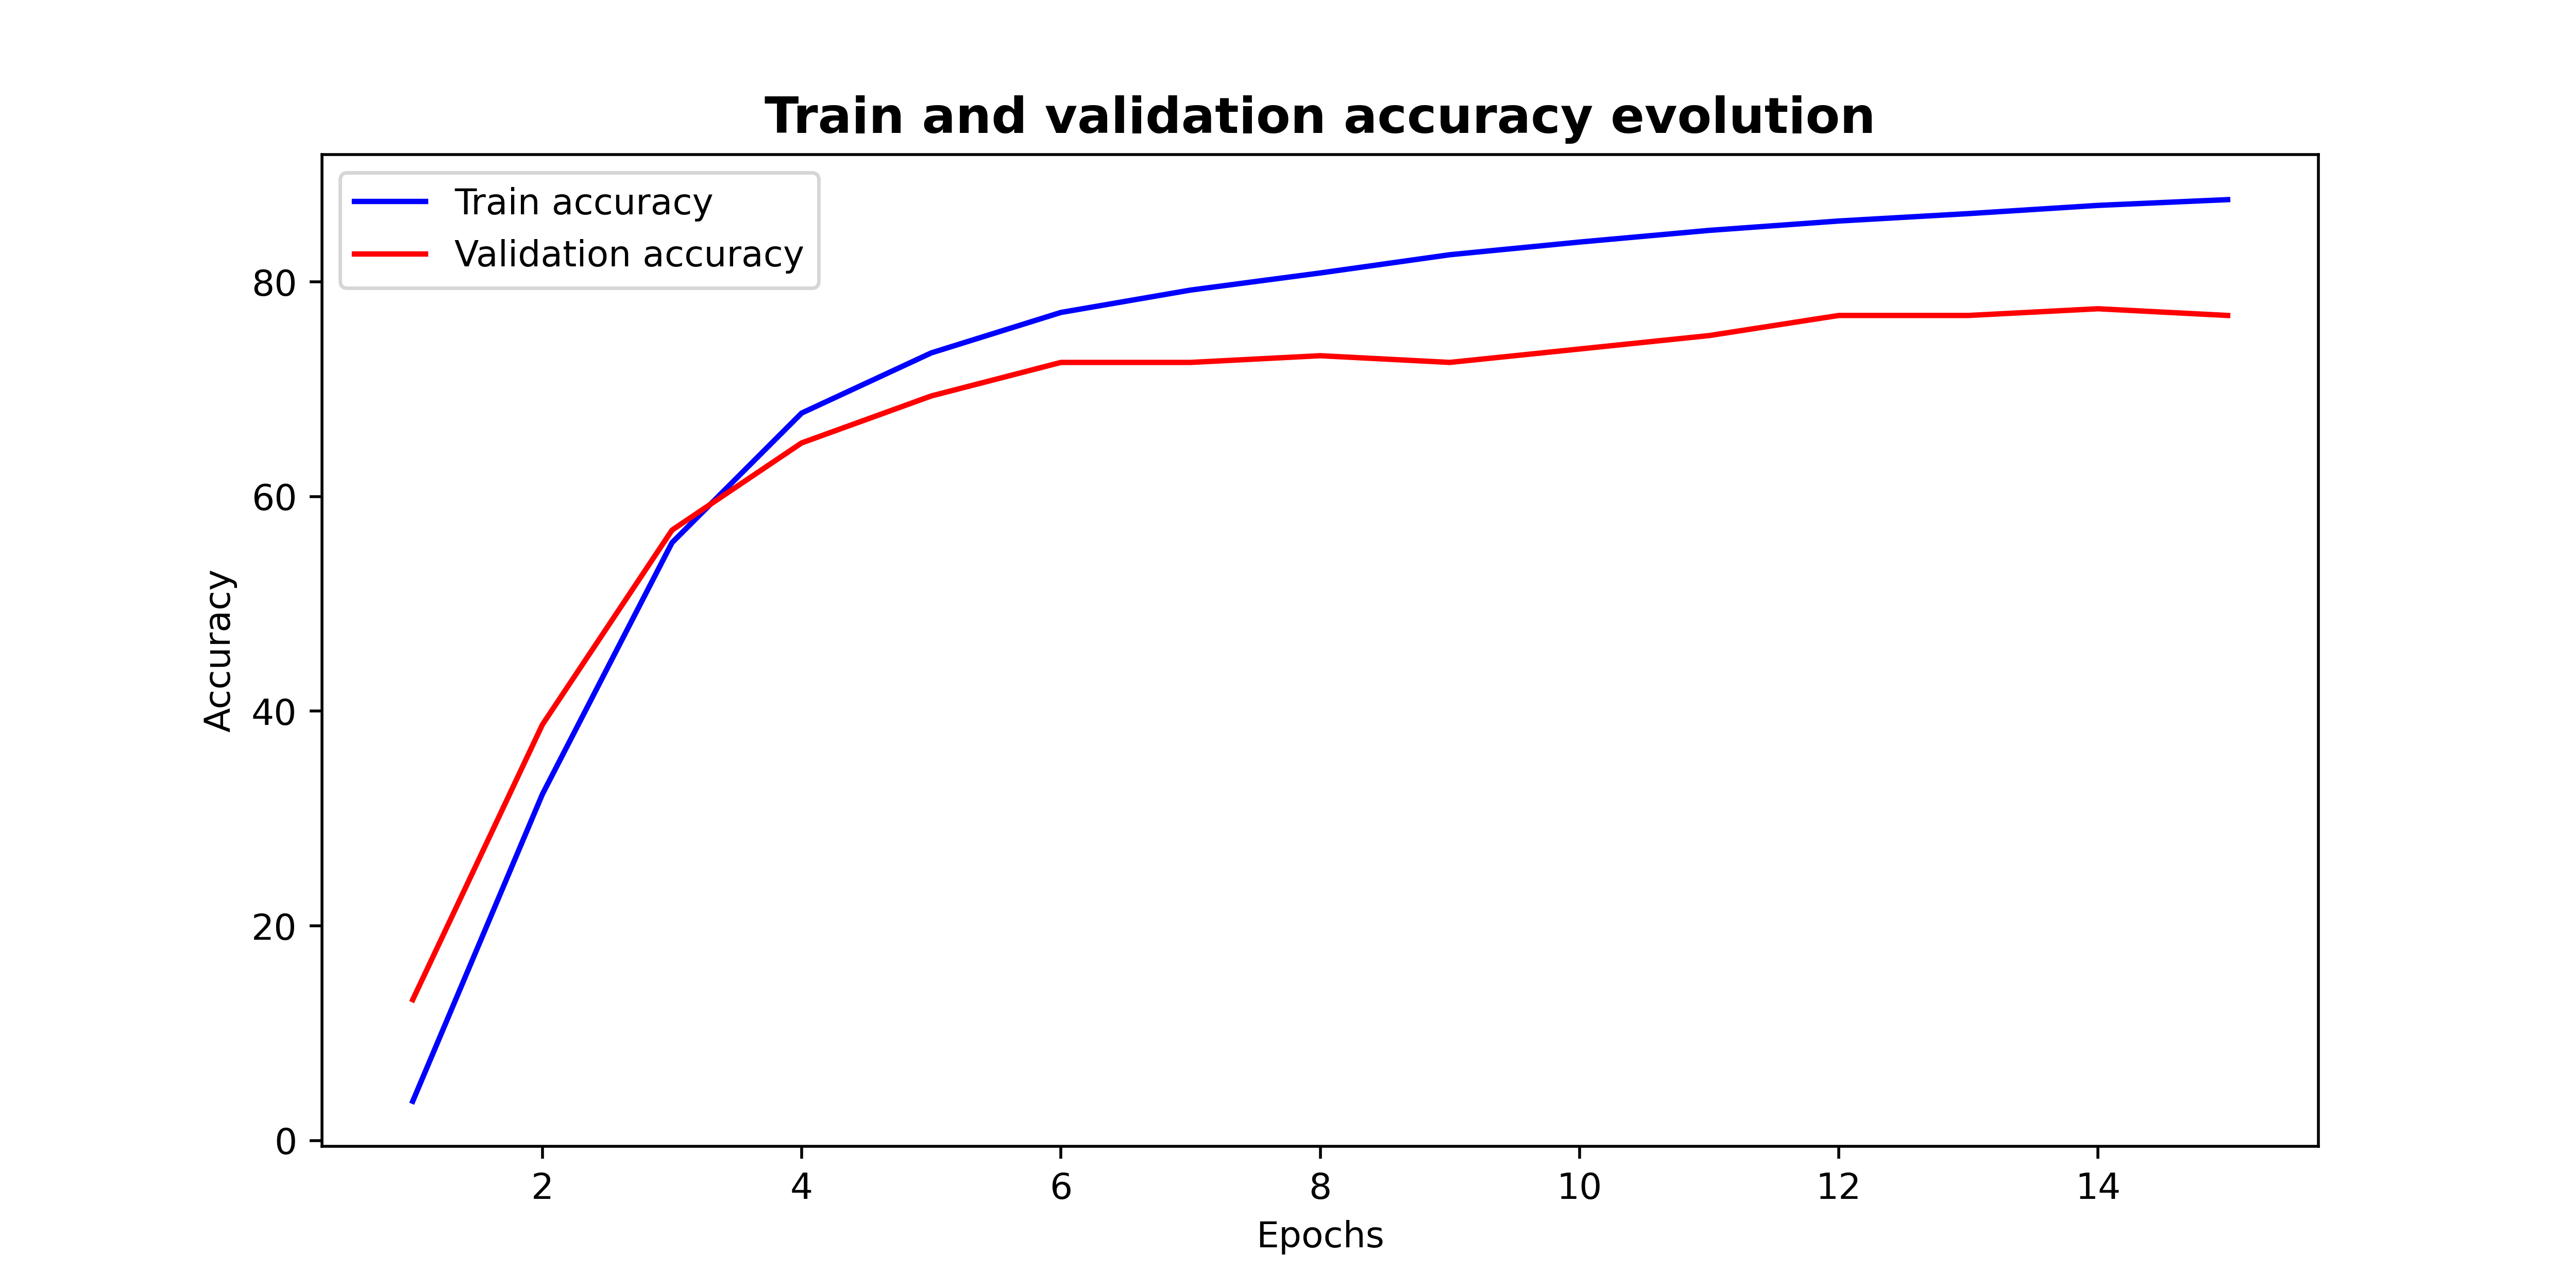 Train and validation accuracy evolution
Train accuracy
Validation accuracy
80
60
40
20
0
Accuracy
2 4 6 8 10 12 14
Epochs